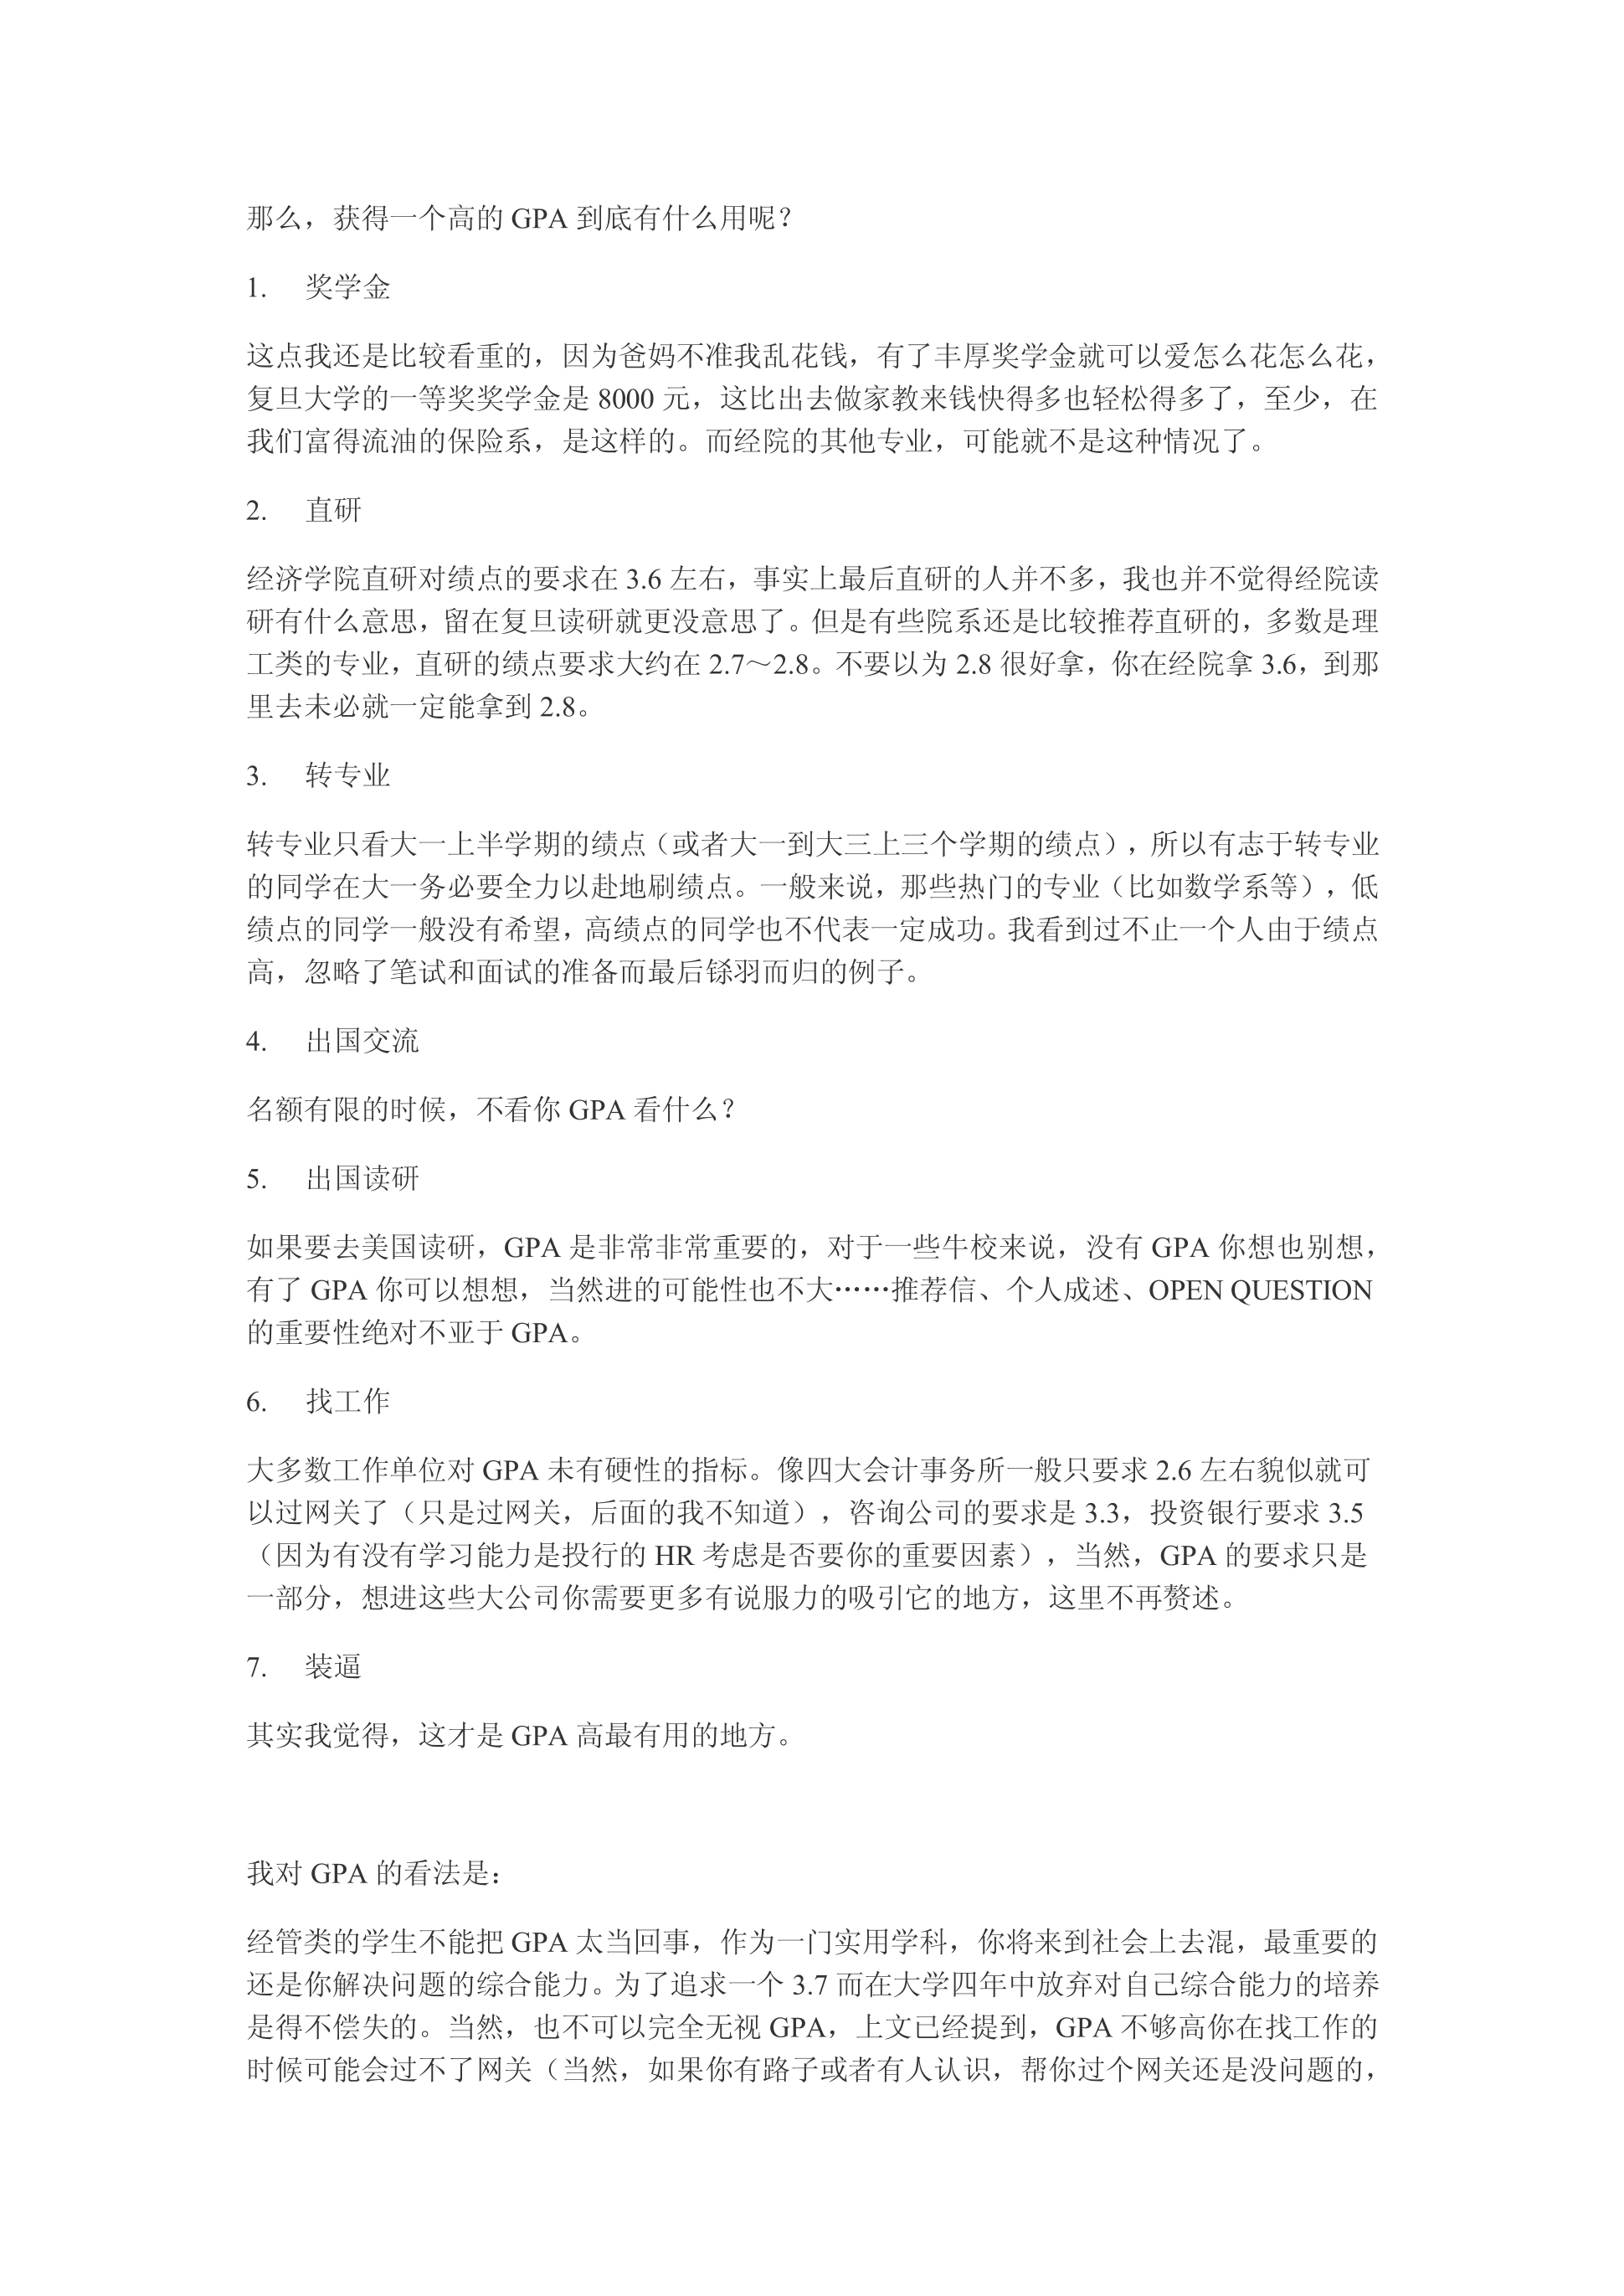 那么，获得一个高的 GPA 到底有什么用呢？
1. 奖学金
这点我还是比较看重的，因为爸妈不准我乱花钱，有了丰厚奖学金就可以爱怎么花怎么花，
复旦大学的一等奖奖学金是 8000 元，这比出去做家教来钱快得多也轻松得多了，至少，在
我们富得流油的保险系，是这样的。而经院的其他专业，可能就不是这种情况了。
2. 直研
经济学院直研对绩点的要求在 3.6 左右，事实上最后直研的人并不多，我也并不觉得经院读
研有什么意思，留在复旦读研就更没意思了。但是有些院系还是比较推荐直研的，多数是理
工类的专业，直研的绩点要求大约在 2.7～2.8。不要以为 2.8 很好拿，你在经院拿 3.6，到那
里去未必就一定能拿到 2.8。
3. 转专业
转专业只看大一上半学期的绩点（或者大一到大三上三个学期的绩点），所以有志于转专业
的同学在大一务必要全力以赴地刷绩点。一般来说，那些热门的专业（比如数学系等），低
绩点的同学一般没有希望，高绩点的同学也不代表一定成功。我看到过不止一个人由于绩点
高，忽略了笔试和面试的准备而最后铩羽而归的例子。
4. 出国交流
名额有限的时候，不看你 GPA 看什么？
5. 出国读研
如果要去美国读研，GPA 是非常非常重要的，对于一些牛校来说，没有 GPA 你想也别想，
有了 GPA 你可以想想，当然进的可能性也不大……推荐信、个人成述、OPEN QUESTION
的重要性绝对不亚于 GPA。
6. 找工作
大多数工作单位对 GPA 未有硬性的指标。像四大会计事务所一般只要求 2.6 左右貌似就可
以过网关了（只是过网关，后面的我不知道），咨询公司的要求是 3.3，投资银行要求 3.5
（因为有没有学习能力是投行的 HR 考虑是否要你的重要因素），当然，GPA 的要求只是
一部分，想进这些大公司你需要更多有说服力的吸引它的地方，这里不再赘述。
7. 装逼
其实我觉得，这才是 GPA 高最有用的地方。
我对 GPA 的看法是：
经管类的学生不能把 GPA 太当回事，作为一门实用学科，你将来到社会上去混，最重要的
还是你解决问题的综合能力。为了追求一个 3.7 而在大学四年中放弃对自己综合能力的培养
是得不偿失的。当然，也不可以完全无视 GPA，上文已经提到，GPA 不够高你在找工作的
时候可能会过不了网关（当然，如果你有路子或者有人认识，帮你过个网关还是没问题的，